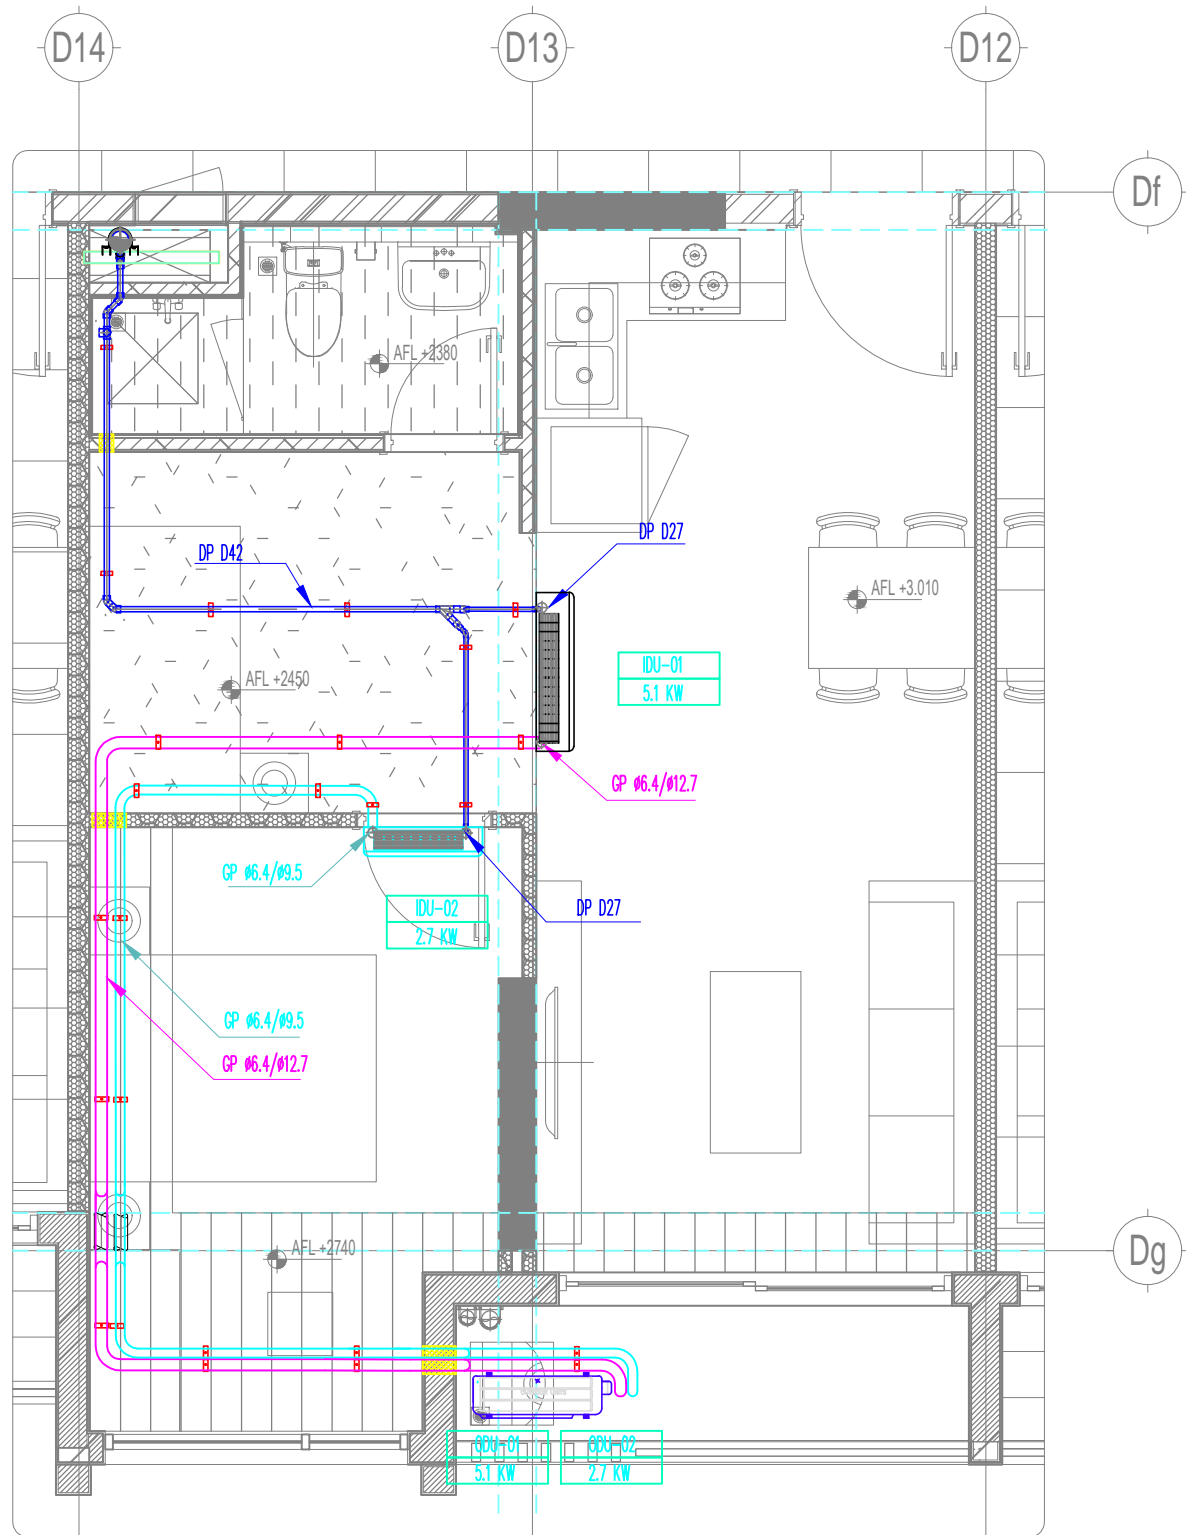 D14
D13
D12
Df
AFL +2380
DP D27
DP D42
AFL +3.010
IDU-01
5.1 KW
AFL +2450
GP ø6.4/ø12.7
GP ø6.4/ø9.5
IDU-02
2.7 KW
DP D27
GP ø6.4/ø9.5
GP ø6.4/ø12.7
AFL +2740
Dg
ODU-01
5.1 KW
ODU-02
2.7 KW